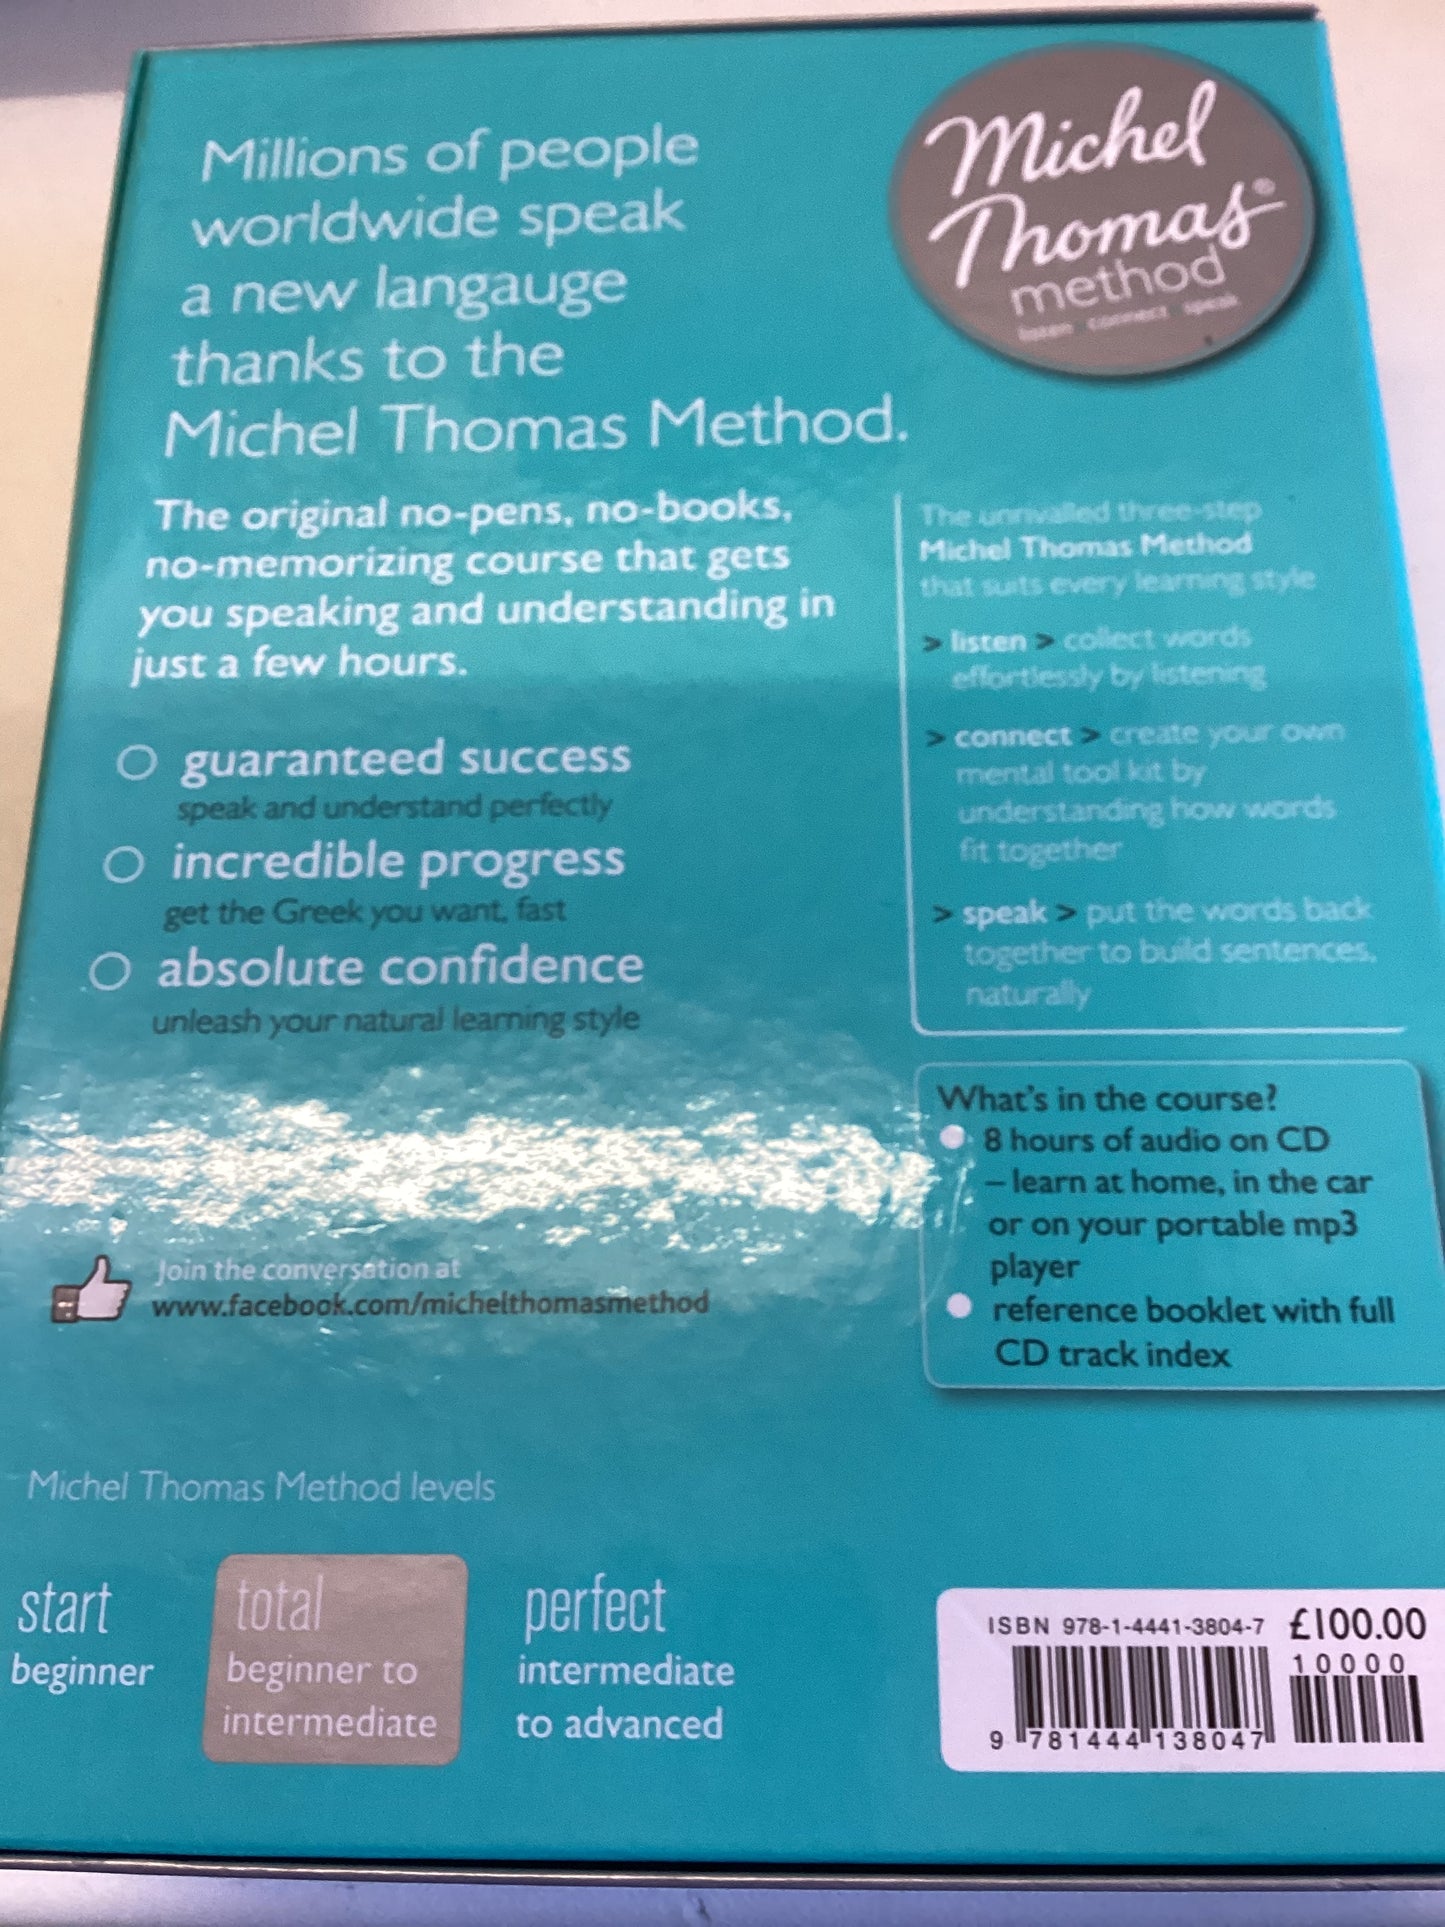 Millions of people
worldwide speak
a new langauge
thanks to the
Michel Thomas Method.
Michel
Thomas®
method
listen connect speak
The original no-pens, no-books,
no-memorizing course that gets
you speaking and understanding in
just a few hours.
guaranteed success
speak and understand perfectly
incredible progress
get the Greek you want, fast
absolute confidence
unleash your natural learning style
The unrivalled three-step
Michel Thomas Method
that suits every learning style
> listen > collect words
effortlessly by listening
> connect > create your own
mental tool kit by
understanding how words
fit together
> speak > put the words back
together to build sentences,
naturally
What's in the course?
8 hours of audio on CD
– learn at home, in the car
or on your portable mp3
player
reference booklet with full
CD track index
Join the conversation at
www.facebook.com/michelthomasmethod
Michel Thomas Method levels
start
beginner
total
beginner to
intermediate
perfect
intermediate
to advanced
ISBN 978-1-4441-3804-7 £100.00
10000
9 781444 138047